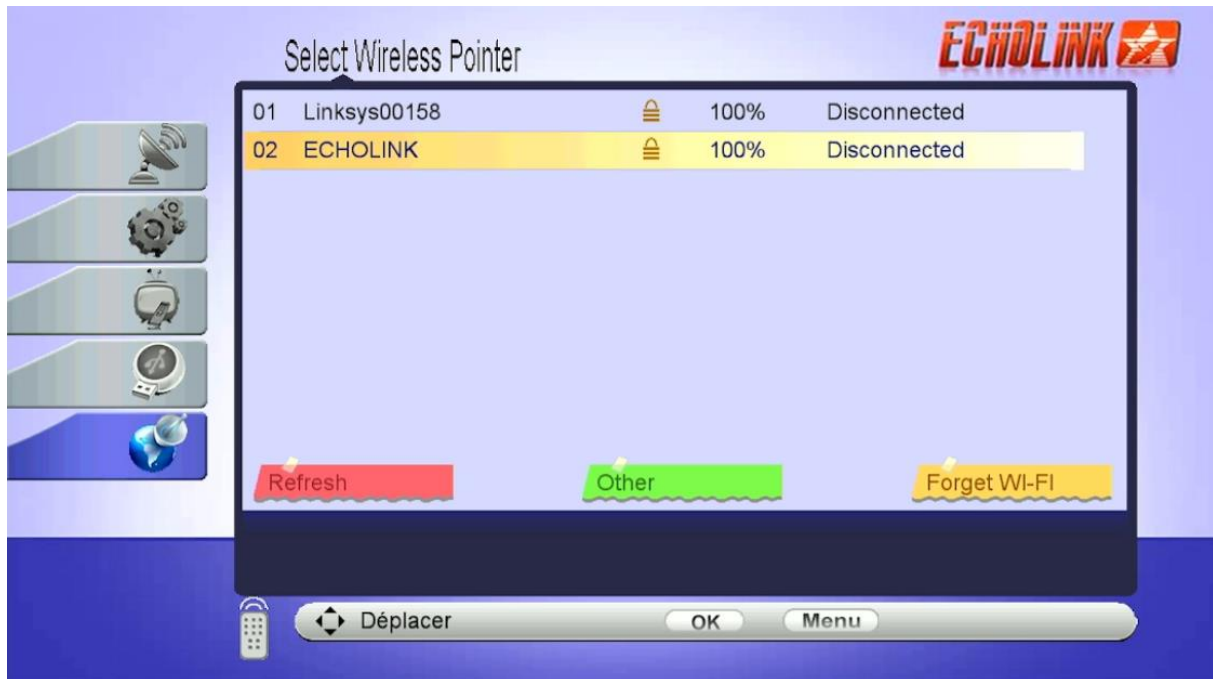 Select Wireless Pointer
ECHOLINK
01 Linksys00158 100% Disconnected
02 ECHOLINK 100% Disconnected
Refresh Other Forget WI-FI
Déplacer OK Menu